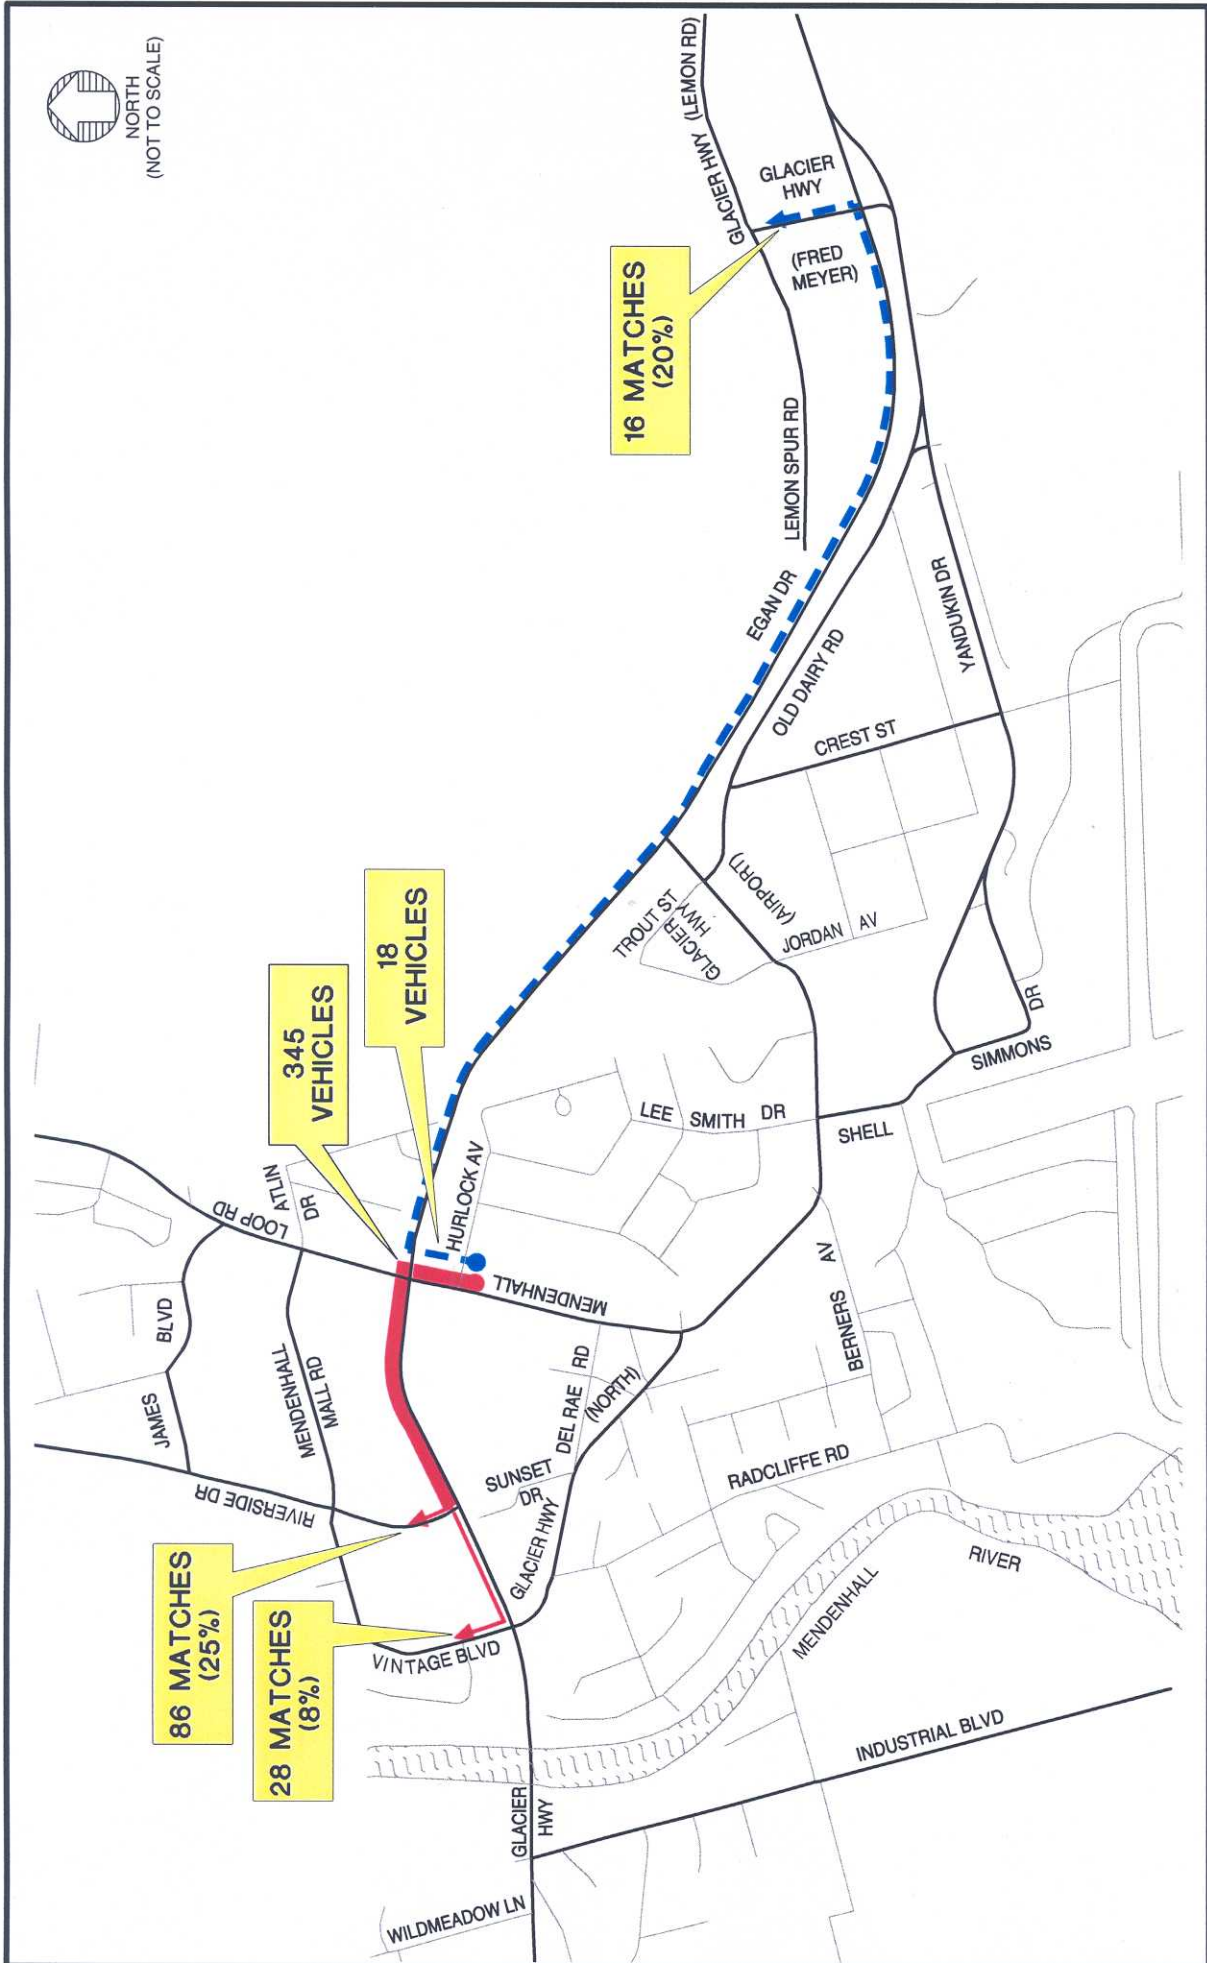 NORTH
(NOT TO SCALE)
GLACIER HWY (LEMON RD)
GLACIER
HWY
(FRED
MEYER)
16 MATCHES
(20%)
LEMON SPUR RD
EGAN DR
OLD DAIRY RD
YANDUKIN DR
CREST ST
TROUT ST
GLACIER
HWY
(AIRPORT)
JORDAN AV
18
VEHICLES
345
VEHICLES
SIMMONS
DR
SHELL
LEE SMITH DR
HURLOCK AV
ATLIN
DR
LOOP RD
MENDENHALL
BERNERS AV
JAMES BLVD
MENDENHALL
MALL RD
DEL RAE RD
(NORTH)
SUNSET
DR
GLACIER HWY
RADCLIFFE RD
RIVERSIDE DR
86 MATCHES
(25%)
28 MATCHES
(8%)
VINTAGE BLVD
MENDENHALL
RIVER
INDUSTRIAL BLVD
GLACIER
HWY
WILDMEADOW LN